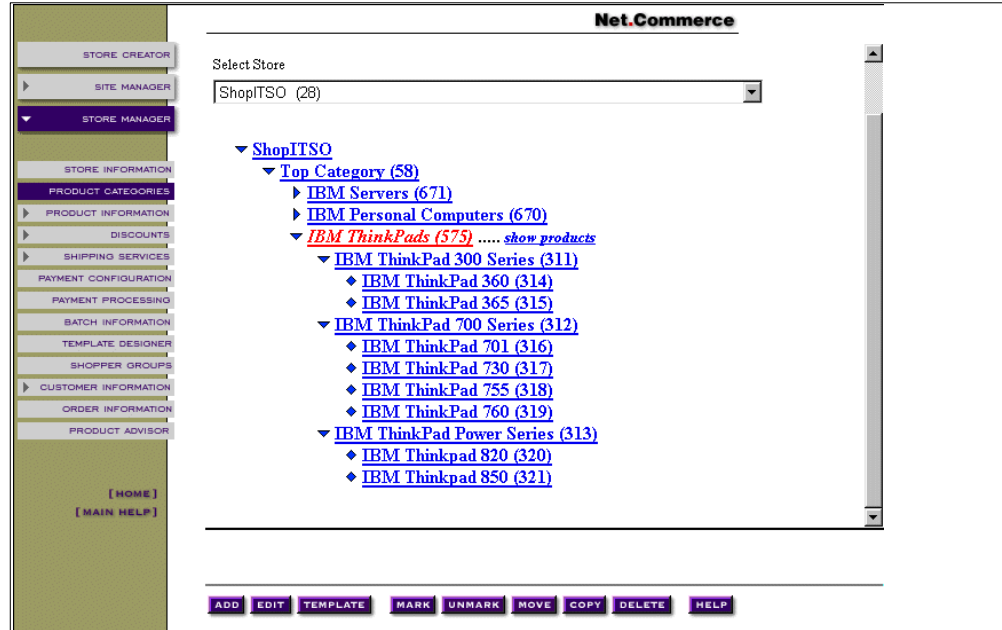 Net.Commerce
STORE CREATOR
SITE MANAGER
STORE MANAGER
STORE INFORMATION
PRODUCT CATEGORIES
PRODUCT INFORMATION
DISCOUNTS
SHIPPING SERVICES
PAYMENT CONFIGURATION
PAYMENT PROCESSING
BATCH INFORMATION
TEMPLATE DESIGNER
SHOPPER GROUPS
CUSTOMER INFORMATION
ORDER INFORMATION
PRODUCT ADVISOR
[HOME]
[MAIN HELP]
Select Store
ShopITSO (28)
ShopITSO
Top Category (58)
IBM Servers (671)
IBM Personal Computers (670)
IBM ThinkPads (575) ..... show products
IBM ThinkPad 300 Series (311)
IBM ThinkPad 360 (314)
IBM ThinkPad 365 (315)
IBM ThinkPad 700 Series (312)
IBM ThinkPad 701 (316)
IBM ThinkPad 730 (317)
IBM ThinkPad 755 (318)
IBM ThinkPad 760 (319)
IBM ThinkPad Power Series (313)
IBM Thinkpad 820 (320)
IBM Thinkpad 850 (321)
ADD EDIT TEMPLATE MARK UNMARK MOVE COPY DELETE HELP